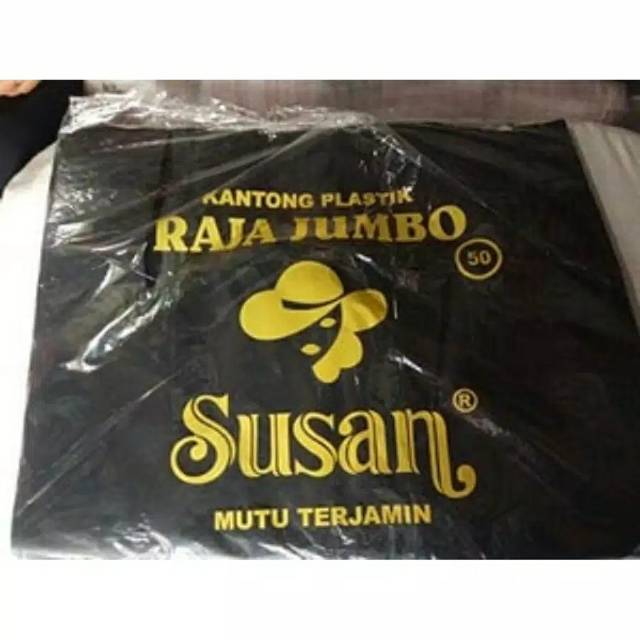 KANTONG PLASTIK
RAJA JUMBO
50
Susan®
MUTU TERJAMIN